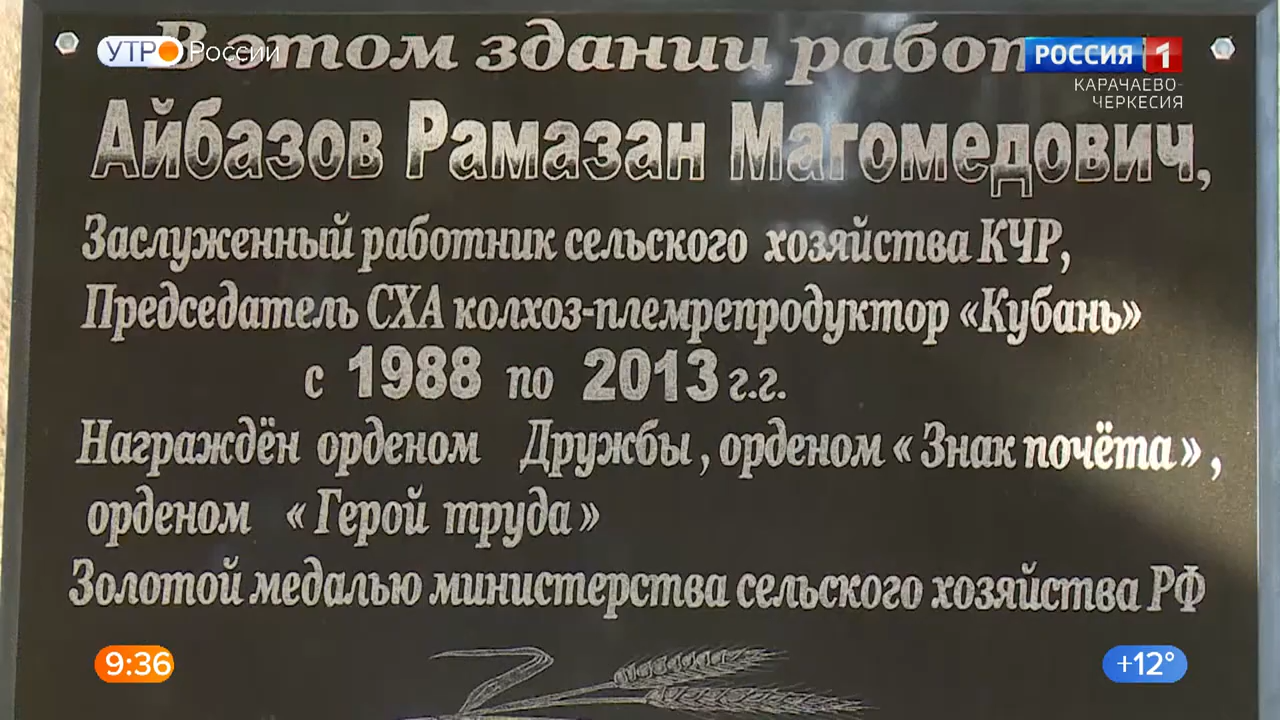 УТРО России
В этом здании работ
РОССИЯ 1
КАРАЧАЕВО-
ЧЕРКЕСИЯ
Айбазов Рамазан Магомедович,
Заслуженный работник сельского хозяйства КЧР,
Председатель СХА колхоз-племрепродуктор «Кубань»
с 1988 по 2013 г.г.
Награждён орденом Дружбы, орденом «Знак почёта»,
орденом «Герой труда»
Золотой медалью министерства сельского хозяйства РФ
9:36
+12°